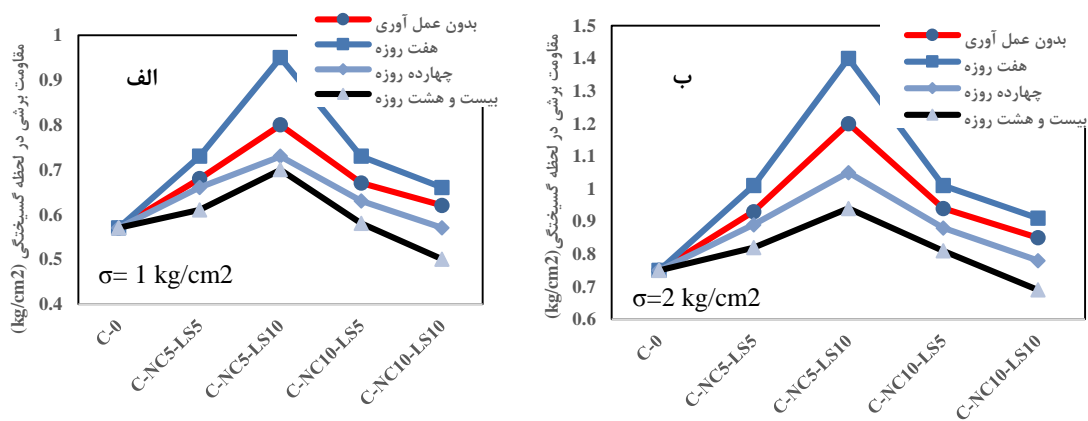 مقاومت برشی در لحظه گسیختگی (kg/cm2)
1
0.9
0.8
0.7
0.6
0.5
0.4
الف
بدون عمل آوری
هفت روزه
چهارده روزه
بیست و هشت روزه
σ= 1 kg/cm2
C-0
C-NC5-LS5
C-NC5-LS10
C-NC10-LS5
C-NC10-LS10
مقاومت برشی در لحظه گسیختگی(kg/cm2)
1.5
1.4
1.3
1.2
1.1
1
0.9
0.8
0.7
0.6
ب
بدون عمل آوری
هفت روزه
چهارده روزه
بیست و هشت روزه
σ=2 kg/cm2
C-0
C-NC5-LS5
C-NC5-LS10
C-NC10-LS5
C-NC10-LS10